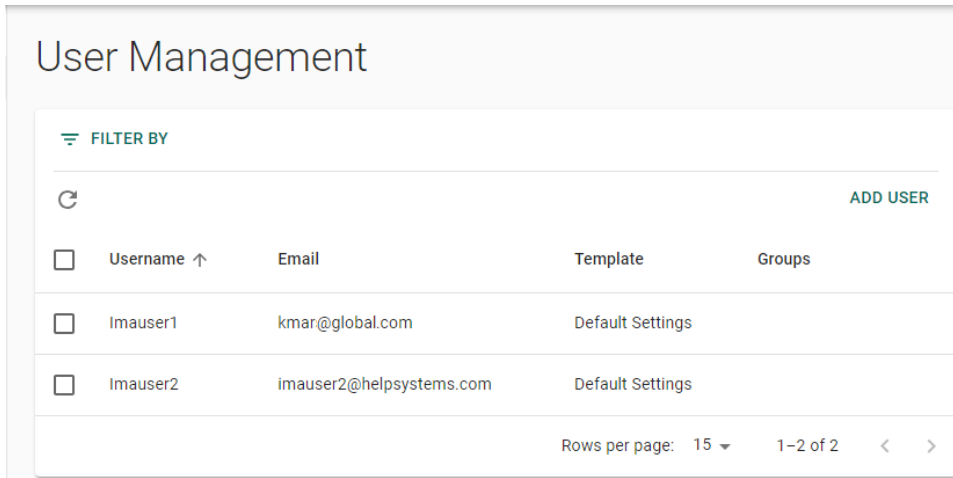 User Management
FILTER BY
ADD USER
Username Email Template Groups
Imauser1 kmar@global.com Default Settings
Imauser2 imauser2@helpsystems.com Default Settings
Rows per page: 15 1–2 of 2